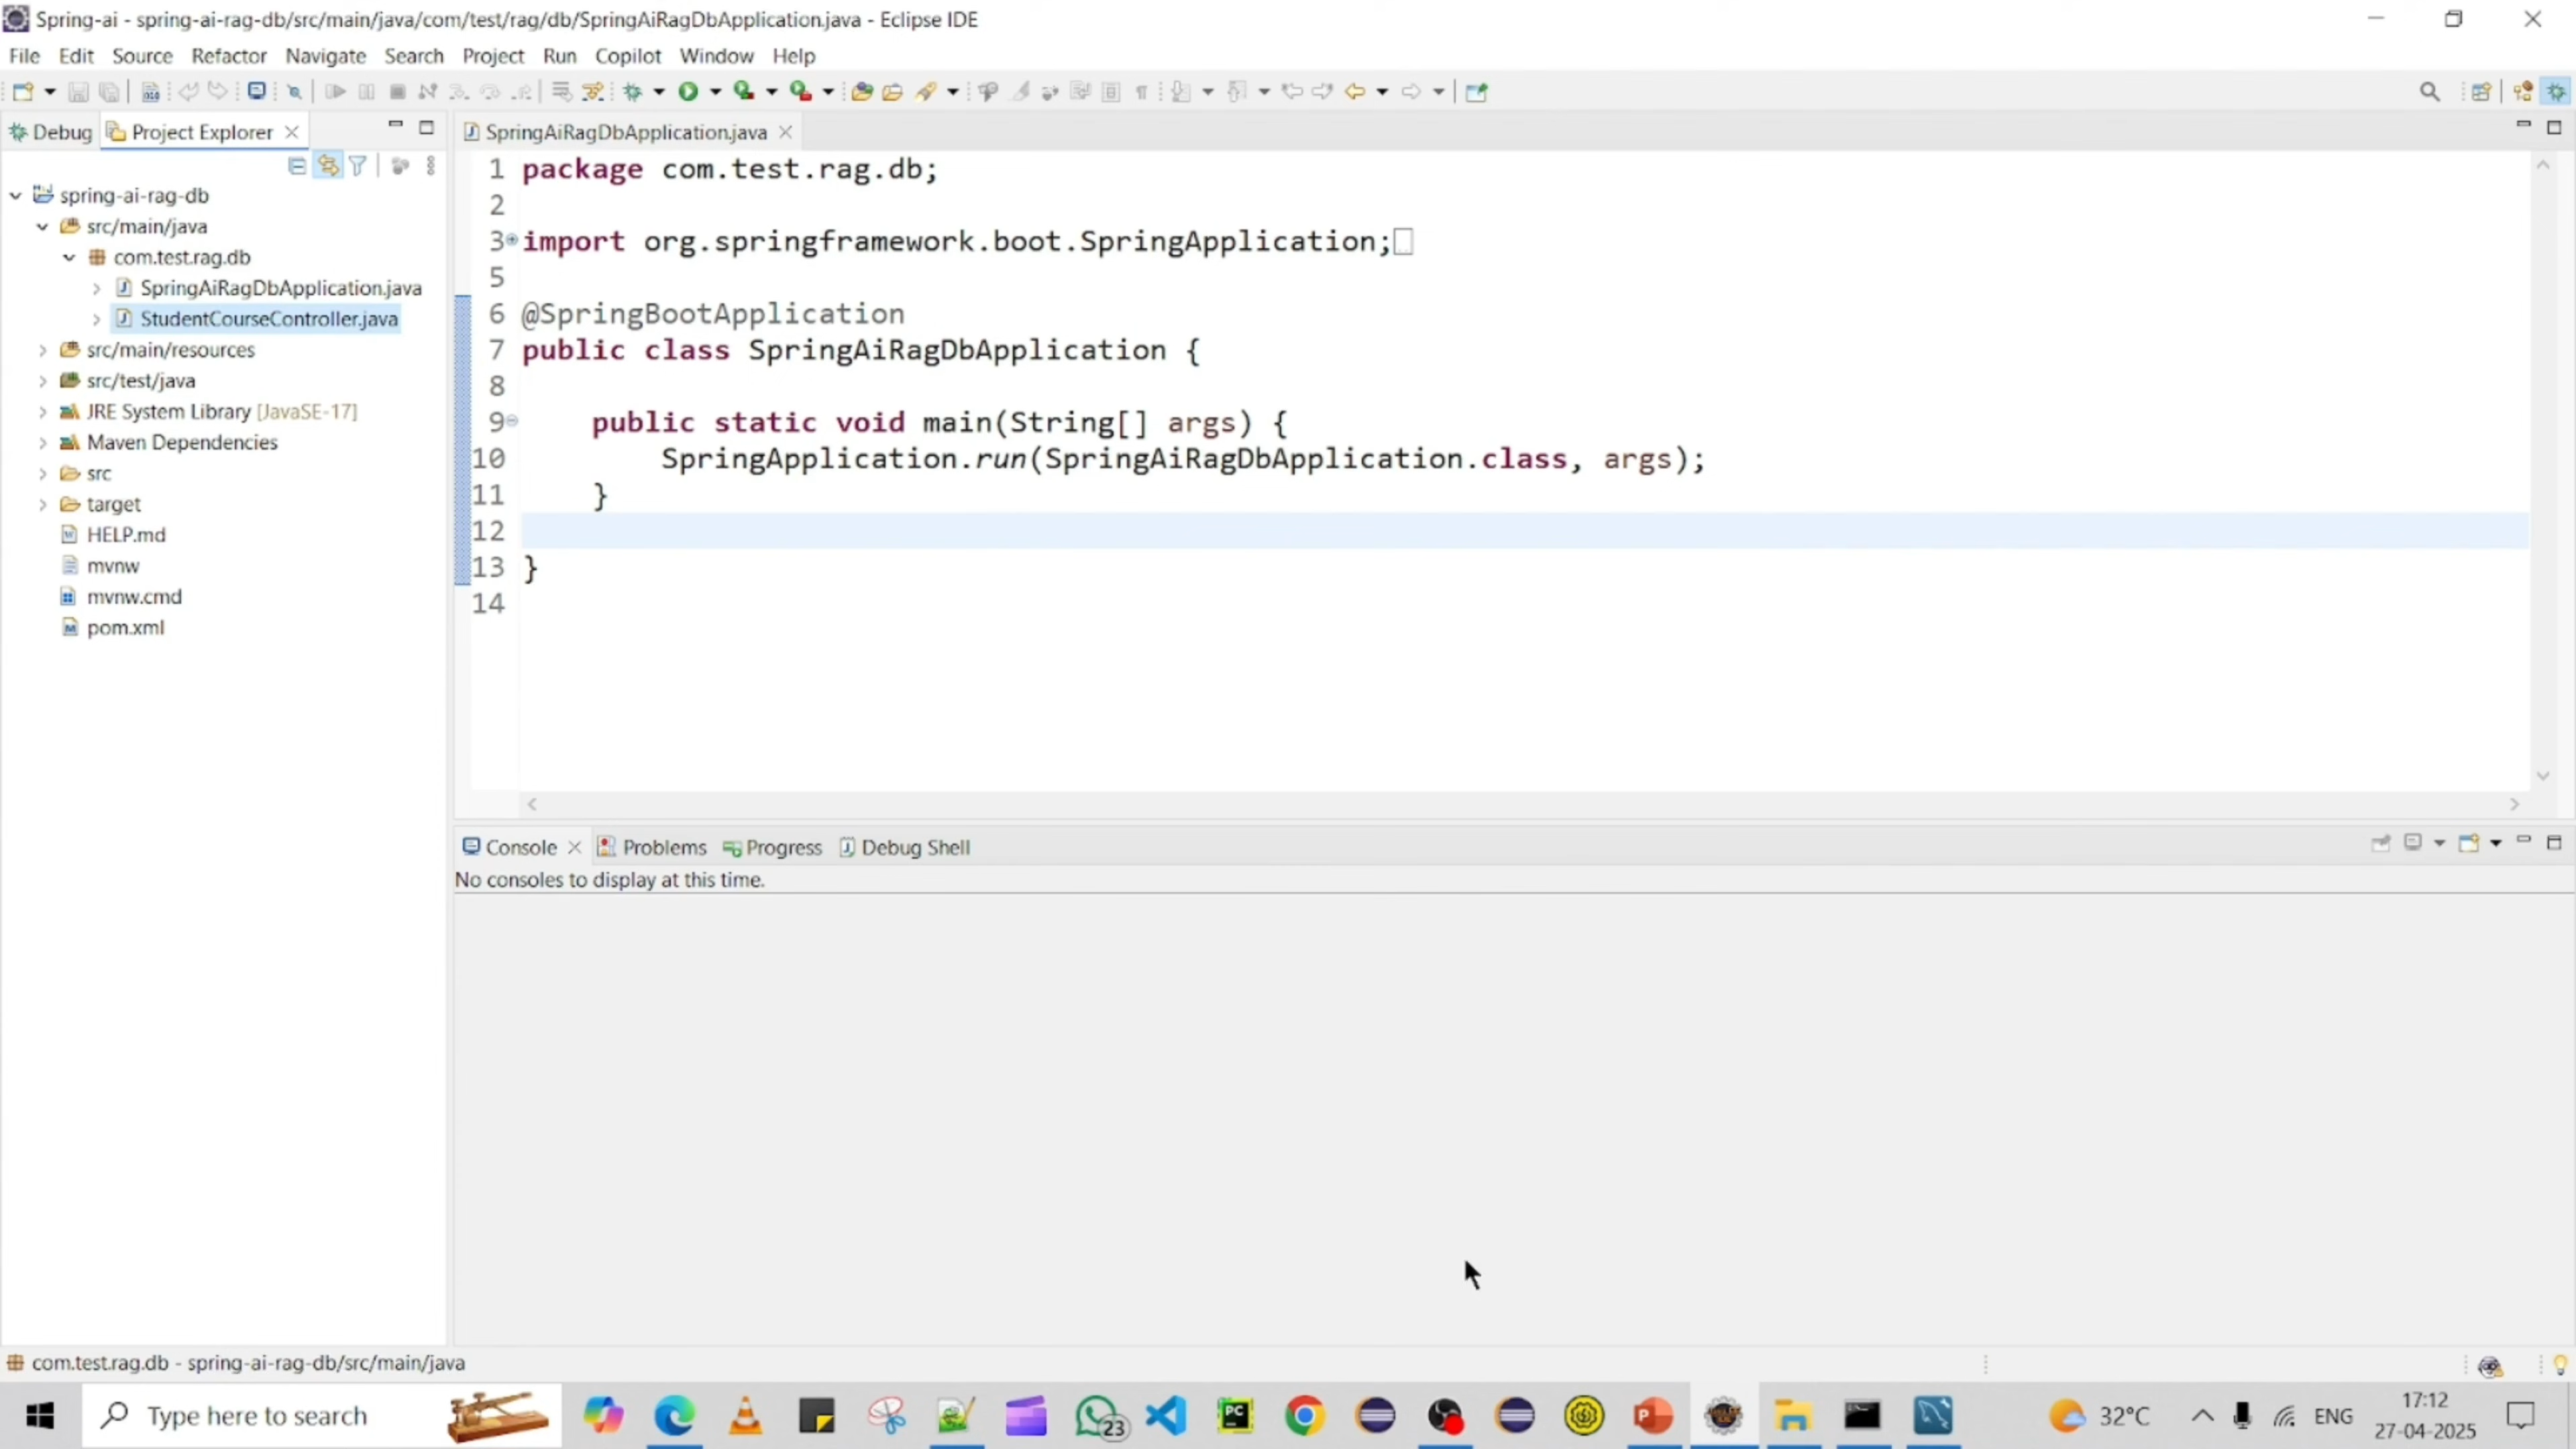 Spring-ai - spring-ai-rag-db/src/main/java/com/test/rag/db/SpringAiRagDbApplication.java - Eclipse IDE
File Edit Source Refactor Navigate Search Project Run Copilot Window Help
Debug Project Explorer
SpringAiRagDbApplication.java
spring-ai-rag-db
src/main/java
com.test.rag.db
SpringAiRagDbApplication.java
StudentCourseController.java
src/main/resources
src/test/java
JRE System Library [JavaSE-17]
Maven Dependencies
src
target
HELP.md
mvnw
mvnw.cmd
pom.xml
1 package com.test.rag.db;
2
3 import org.springframework.boot.SpringApplication;
5
6 @SpringBootApplication
7 public class SpringAiRagDbApplication {
8
9 public static void main(String[] args) {
10 SpringApplication.run(SpringAiRagDbApplication.class, args);
11 }
12
13 }
14
Console Problems Progress Debug Shell
No consoles to display at this time.
com.test.rag.db - spring-ai-rag-db/src/main/java
Type here to search
23
PC
P
32°C
ENG
17:12
27-04-2025